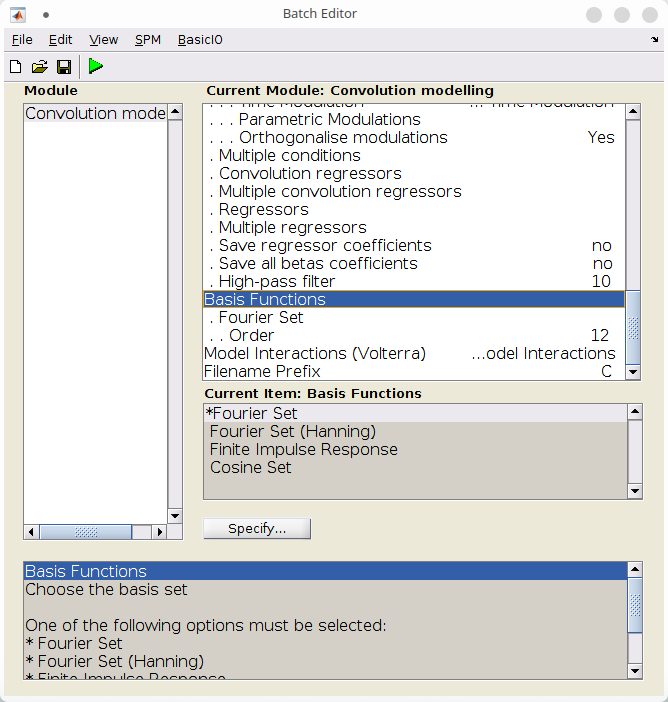 Batch Editor
File Edit View SPM BasicIO
Module
Convolution mode
Current Module: Convolution modelling
. . . Time Modulation ... Time Modulation
. . . Parametric Modulations
. . . Orthogonalise modulations Yes
. Multiple conditions
. Convolution regressors
. Multiple convolution regressors
. Regressors
. Multiple regressors
. Save regressor coefficients no
. Save all betas coefficients no
. High-pass filter 10
Basis Functions
. Fourier Set
. . Order 12
Model Interactions (Volterra) ...odel Interactions
Filename Prefix C
Current Item: Basis Functions
*Fourier Set
Fourier Set (Hanning)
Finite Impulse Response
Cosine Set
Specify...
Basis Functions
Choose the basis set
One of the following options must be selected:
* Fourier Set
* Fourier Set (Hanning)
* Finite Impulse Response